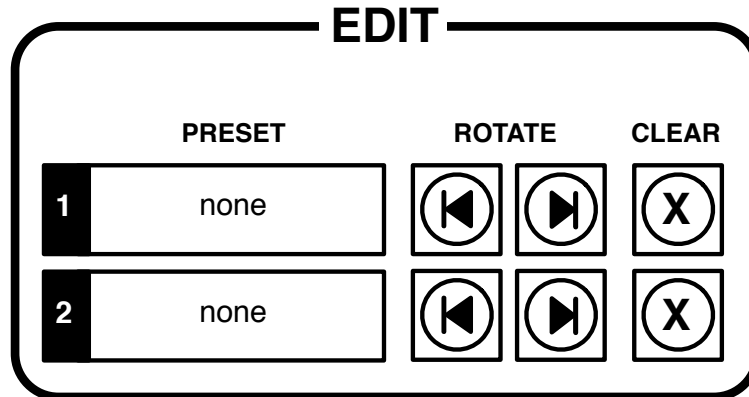 EDIT
PRESET ROTATE CLEAR
1 none X
2 none X